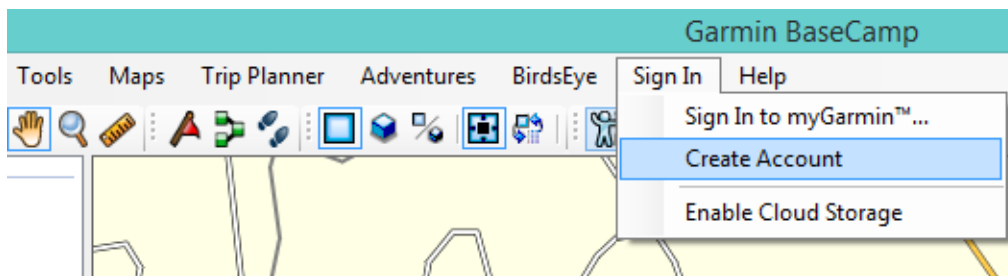 Garmin BaseCamp
Tools Maps Trip Planner Adventures BirdsEye Sign In Help
Sign In to myGarmin™...
Create Account
Enable Cloud Storage